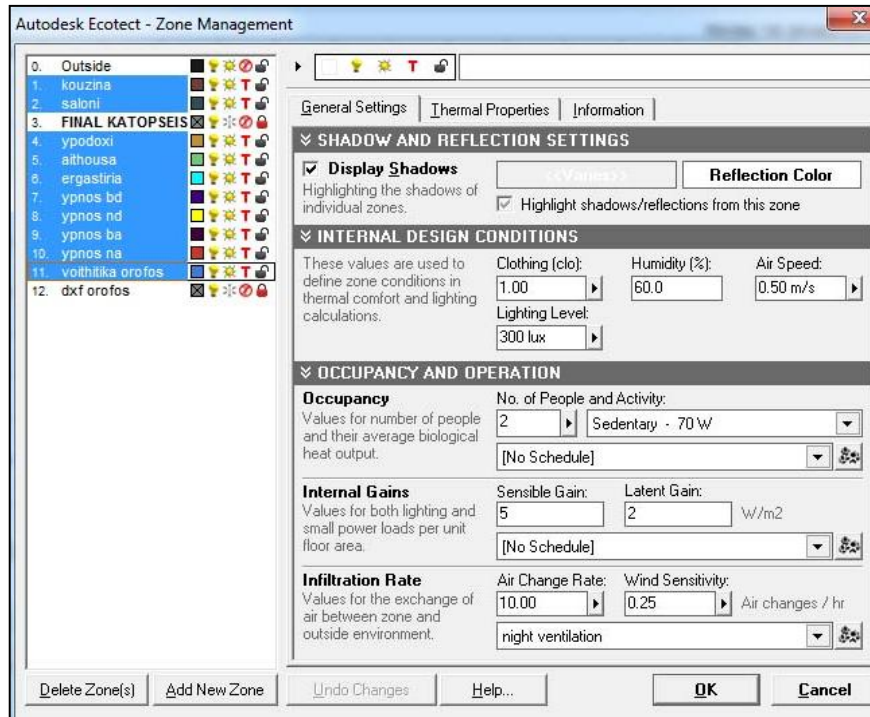 Autodesk Ecotect - Zone Management
0. Outside
1. kouzina
2. saloni
3. FINAL KATOPSEIS
4. ypodoxi
5. aithousa
6. ergastiria
7. ypnos bd
8. ypnos nd
9. ypnos ba
10. ypnos na
11. voithitika orofos
12. dxf orofos
T
General Settings Thermal Properties Information
SHADOW AND REFLECTION SETTINGS
Display Shadows
Highlighting the shadows of
individual zones.
<<Varies>> Reflection Color
Highlight shadows/reflections from this zone
INTERNAL DESIGN CONDITIONS
These values are used to
define zone conditions in
thermal comfort and lighting
calculations.
Clothing (clo): Humidity (%): Air Speed:
1.00 60.0 0.50 m/s
Lighting Level:
300 lux
OCCUPANCY AND OPERATION
Occupancy
Values for number of people
and their average biological
heat output.
No. of People and Activity:
2 Sedentary - 70 W
[No Schedule]
Internal Gains
Values for both lighting and
small power loads per unit
floor area.
Sensible Gain: Latent Gain:
5 2 W/m2
[No Schedule]
Infiltration Rate
Values for the exchange of
air between zone and
outside environment.
Air Change Rate: Wind Sensitivity:
10.00 0.25 Air changes / hr
night ventilation
Delete Zone(s) Add New Zone Undo Changes Help... OK Cancel